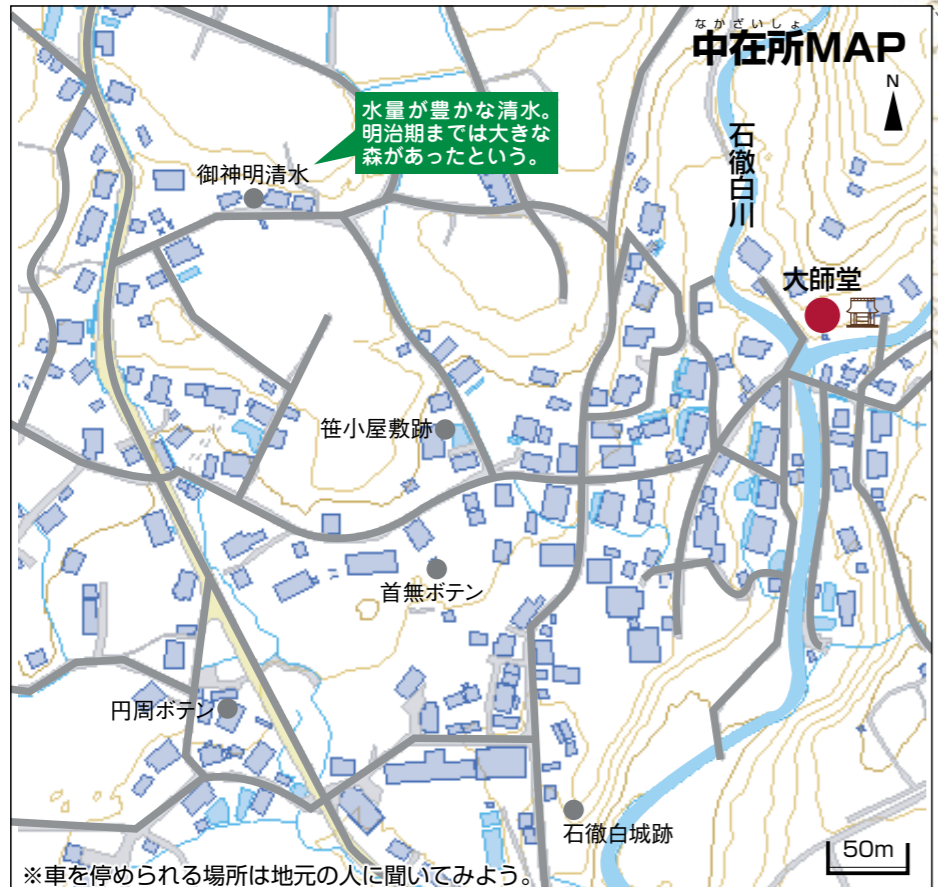 なかざいしょ
中在所MAP
N
水量が豊かな清水。
明治期までは大きな
森があったという。
石徹白川
御神明清水
大師堂
笹小屋敷跡
首無ボテン
円周ボテン
石徹白城跡
50m
※車を停められる場所は地元の人に聞いてみよう。